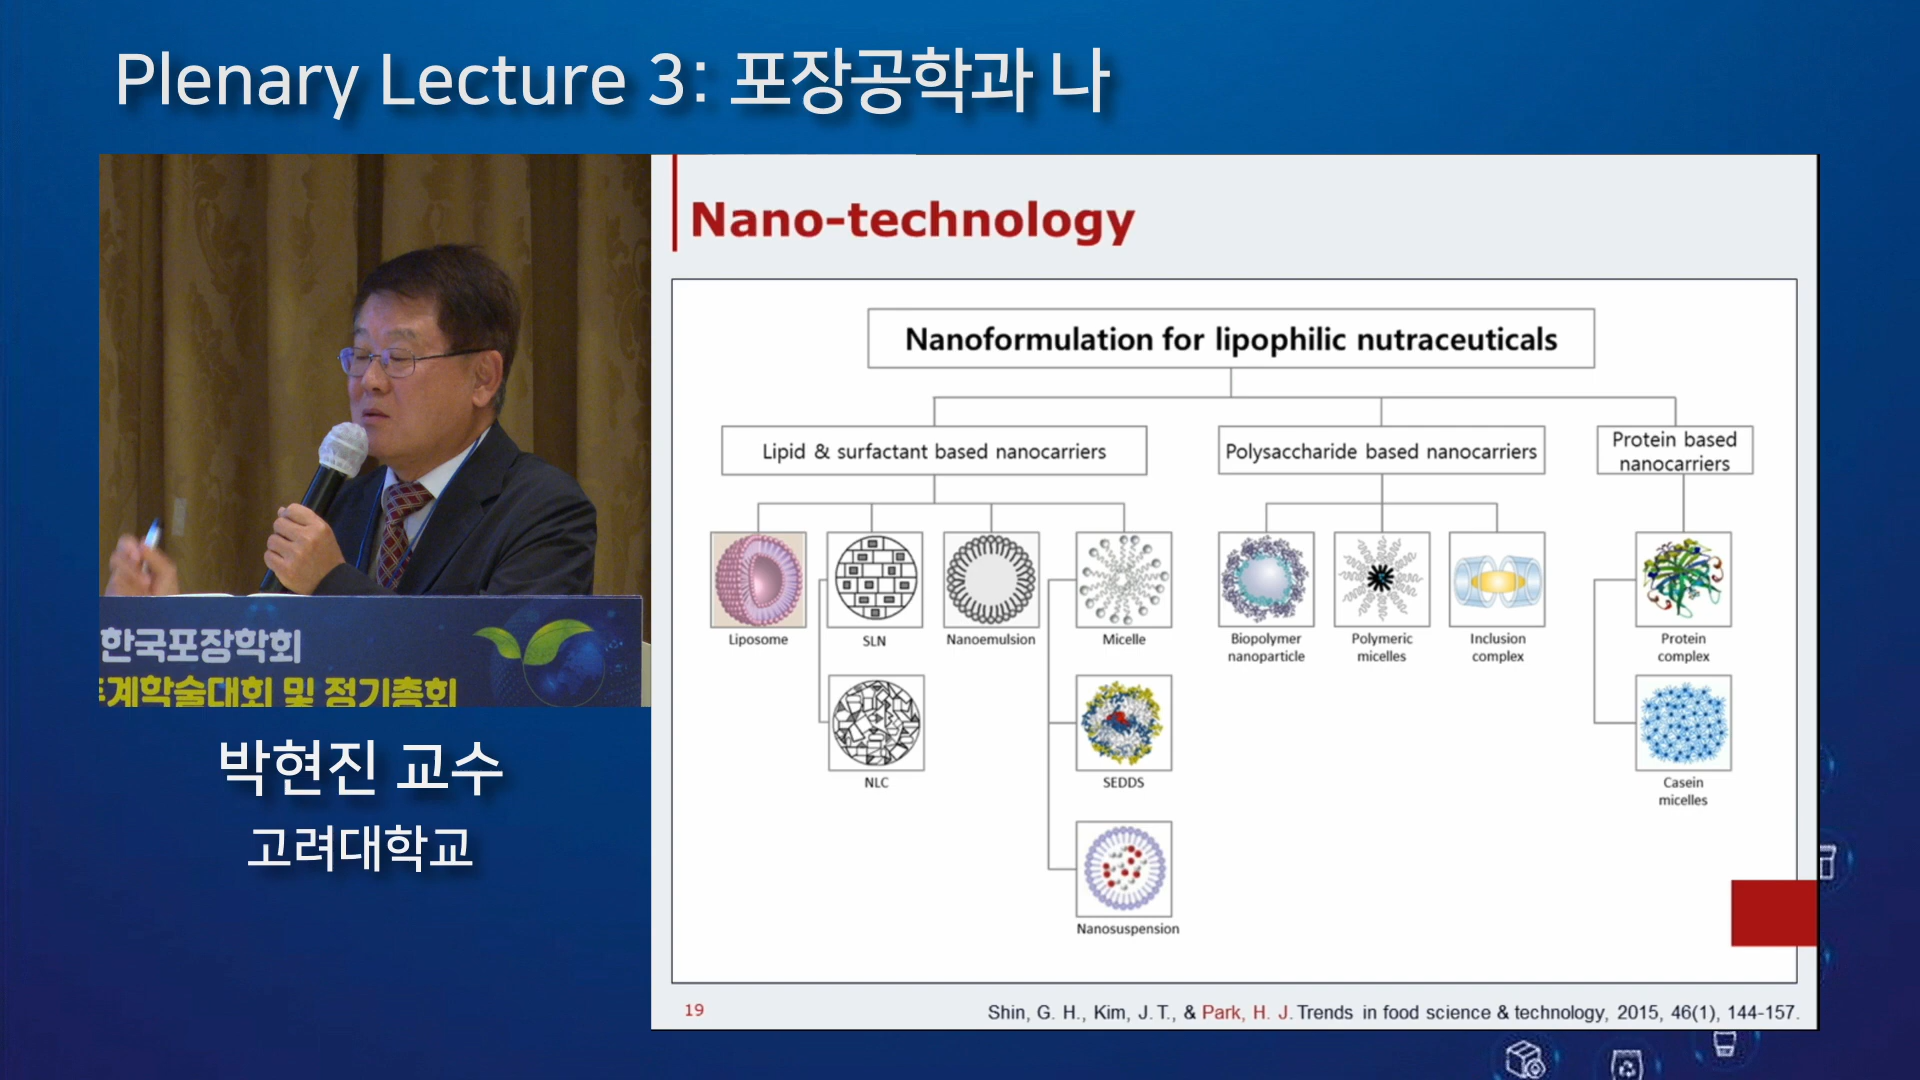 Plenary Lecture 3: 포장공학과 나
한국포장학회
계학술대회 및 정기총회
박현진 교수
고려대학교
Nano-technology
Nanoformulation for lipophilic nutraceuticals
Lipid & surfactant based nanocarriers
Polysaccharide based nanocarriers
Protein based
nanocarriers
Liposome
SLN
Nanoemulsion
Micelle
Biopolymer
nanoparticle
Polymeric
micelles
Inclusion
complex
Protein
complex
NLC
SEDDS
Casein
micelles
Nanosuspension
19
Shin, G. H., Kim, J. T., & Park, H. J. Trends in food science & technology, 2015, 46(1), 144-157.